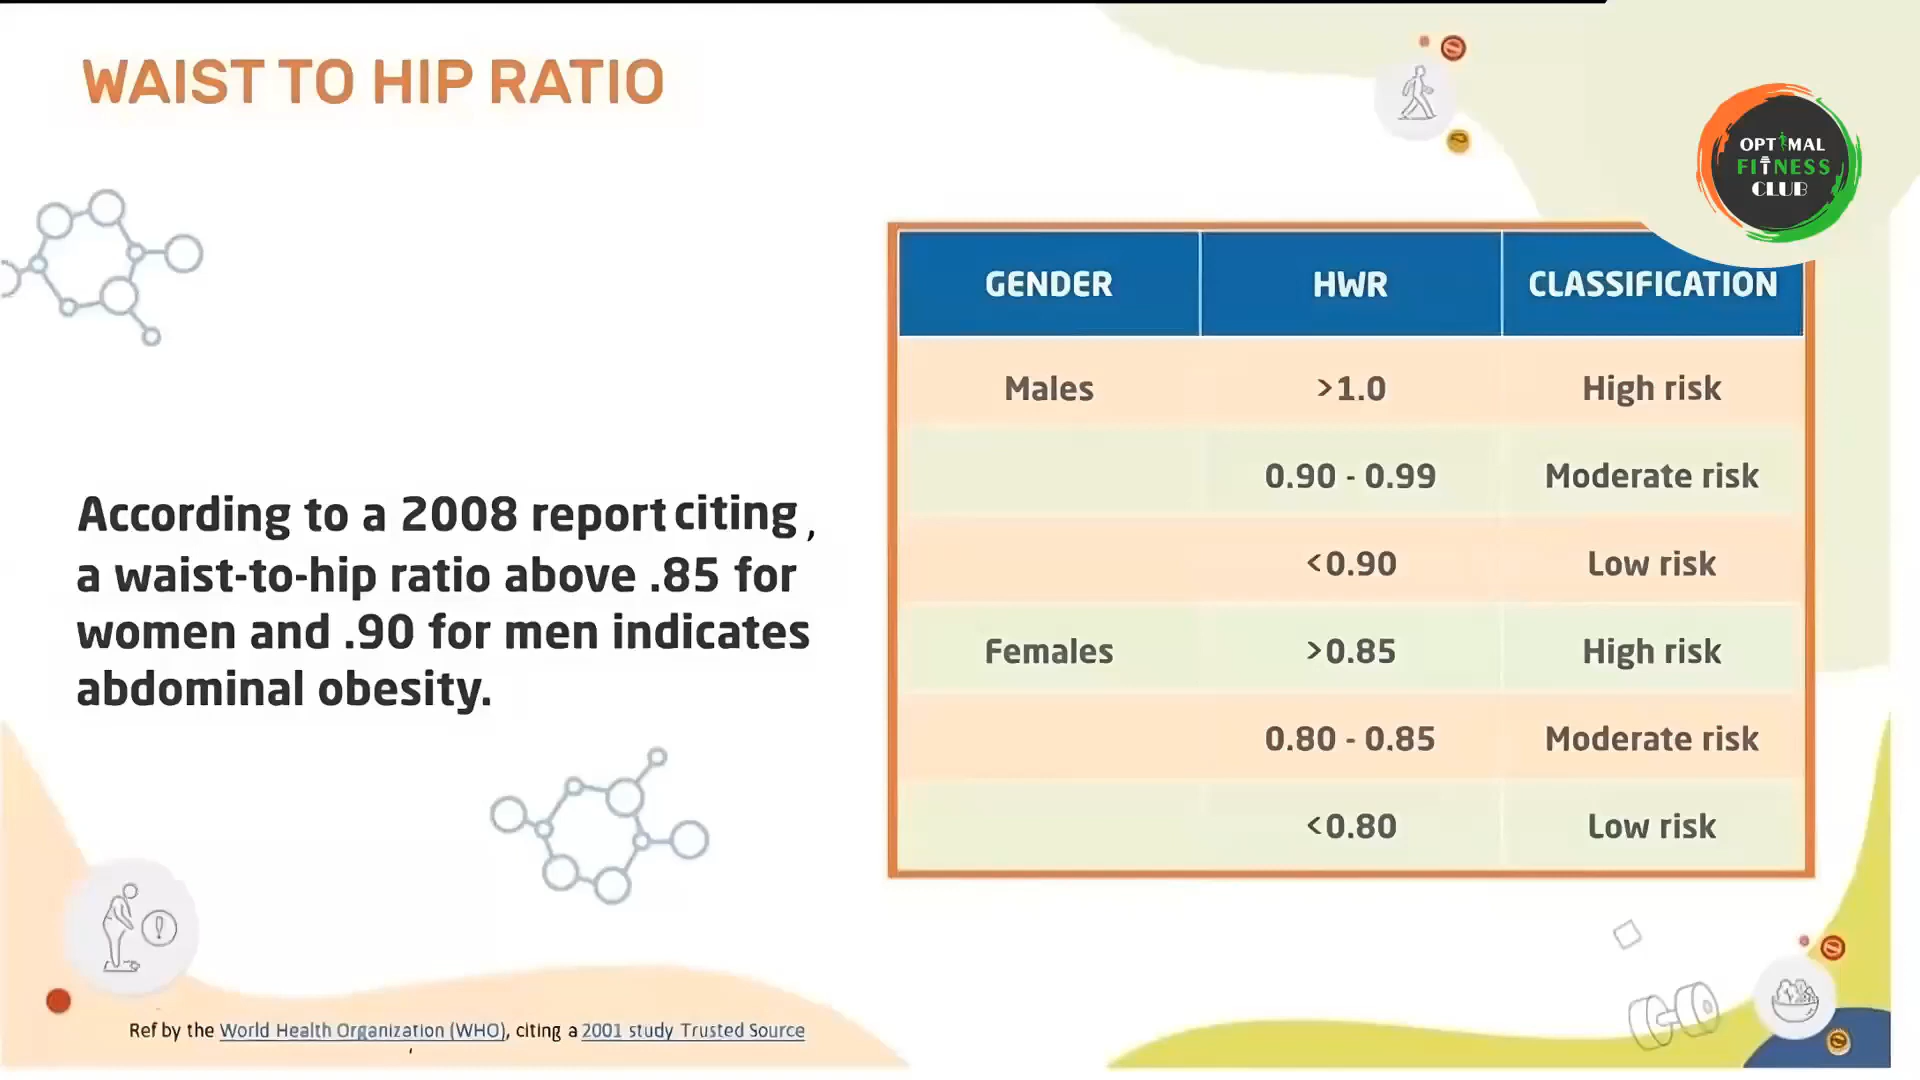 WAIST TO HIP RATIO
OPTIMAL
FITNESS
CLUB
GENDER HWR CLASSIFICATION
Males >1.0 High risk
0.90 - 0.99 Moderate risk
<0.90 Low risk
Females >0.85 High risk
0.80 - 0.85 Moderate risk
<0.80 Low risk
According to a 2008 report citing ,
a waist-to-hip ratio above .85 for
women and .90 for men indicates
abdominal obesity.
Ref by the World Health Organization (WHO), citing a 2001 study Trusted Source
,